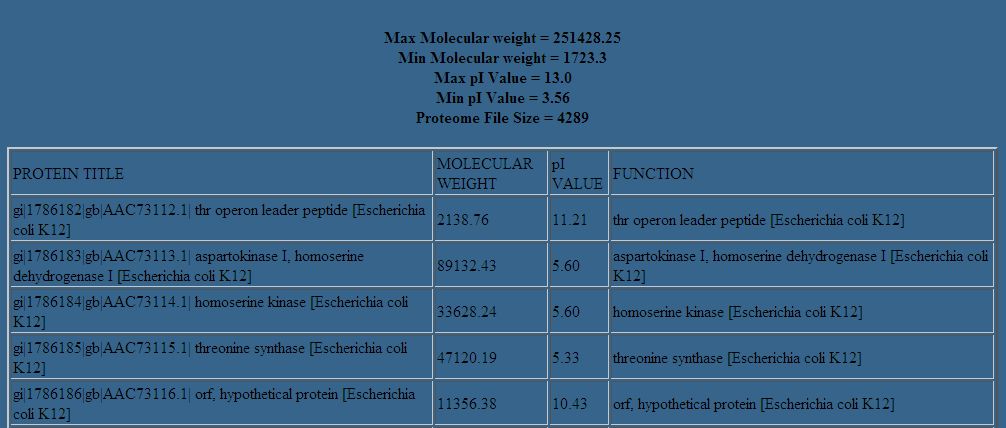 Max Molecular weight = 251428.25
Min Molecular weight = 1723.3
Max pI Value = 13.0
Min pI Value = 3.56
Proteome File Size = 4289
PROTEIN TITLE
MOLECULAR
WEIGHT
pI
VALUE
FUNCTION
gi|1786182|gb|AAC73112.1| thr operon leader peptide [Escherichia
coli K12]
2138.76
11.21
thr operon leader peptide [Escherichia coli K12]
gi|1786183|gb|AAC73113.1| aspartokinase I, homoserine
dehydrogenase I [Escherichia coli K12]
89132.43
5.60
aspartokinase I, homoserine dehydrogenase I [Escherichia coli
K12]
gi|1786184|gb|AAC73114.1| homoserine kinase [Escherichia coli
K12]
33628.24
5.60
homoserine kinase [Escherichia coli K12]
gi|1786185|gb|AAC73115.1| threonine synthase [Escherichia coli
K12]
47120.19
5.33
threonine synthase [Escherichia coli K12]
gi|1786186|gb|AAC73116.1| orf, hypothetical protein [Escherichia
coli K12]
11356.38
10.43
orf, hypothetical protein [Escherichia coli K12]